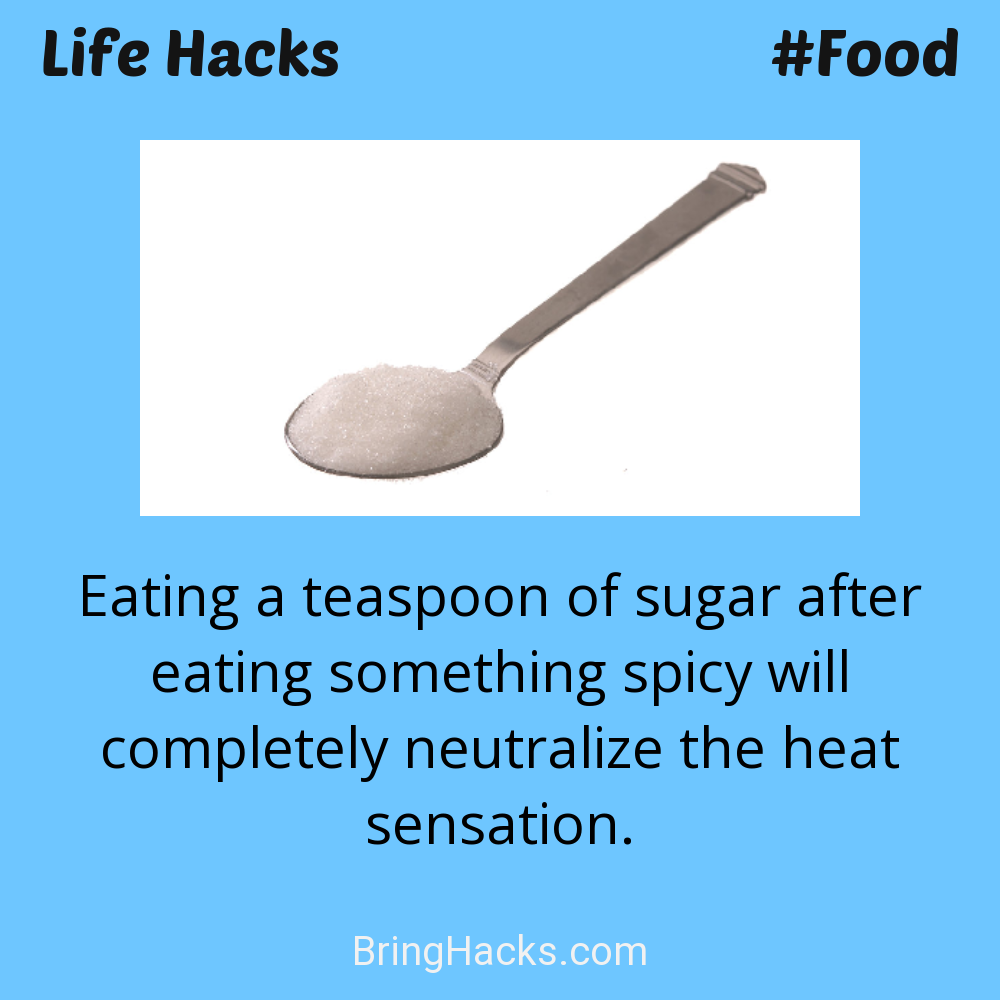 Life Hacks
#Food
Eating a teaspoon of sugar after
eating something spicy will
completely neutralize the heat
sensation.
BringHacks.com